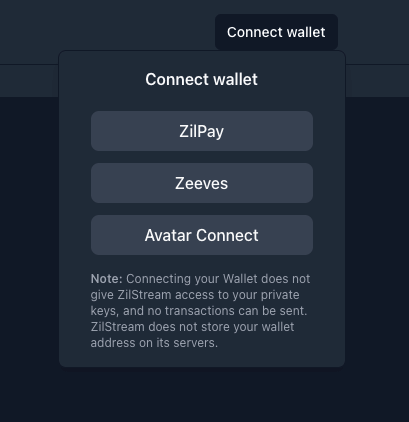 Connect wallet
Connect wallet
ZilPay
Zeeves
Avatar Connect
Note: Connecting your Wallet does not
give ZilStream access to your private
keys, and no transactions can be sent.
ZilStream does not store your wallet
address on its servers.